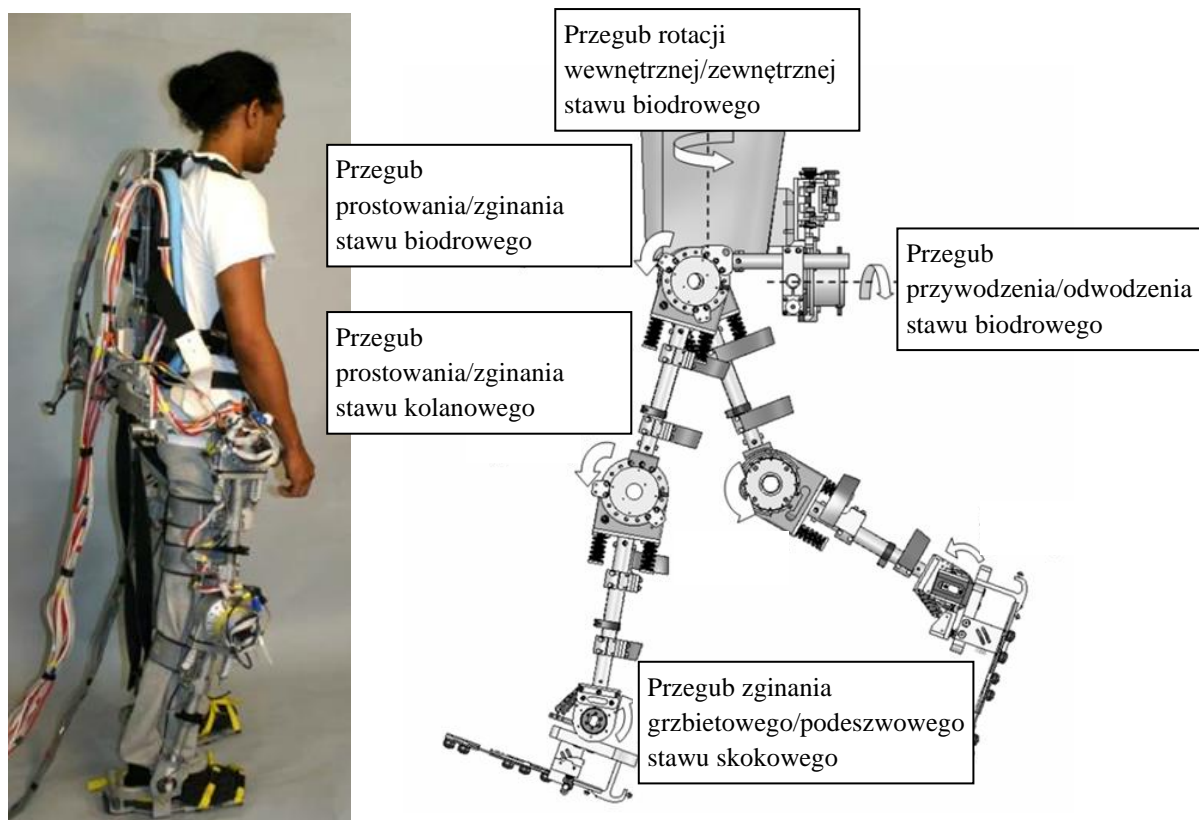 Przegub rotacji
wewnętrznej/zewnętrznej
stawu biodrowego
Przegub
prostowania/zginania
stawu biodrowego
Przegub
przywodzenia/odwodzenia
stawu biodrowego
Przegub
prostowania/zginania
stawu kolanowego
Przegub zginania
grzbietowego/podeszwowego
stawu skokowego